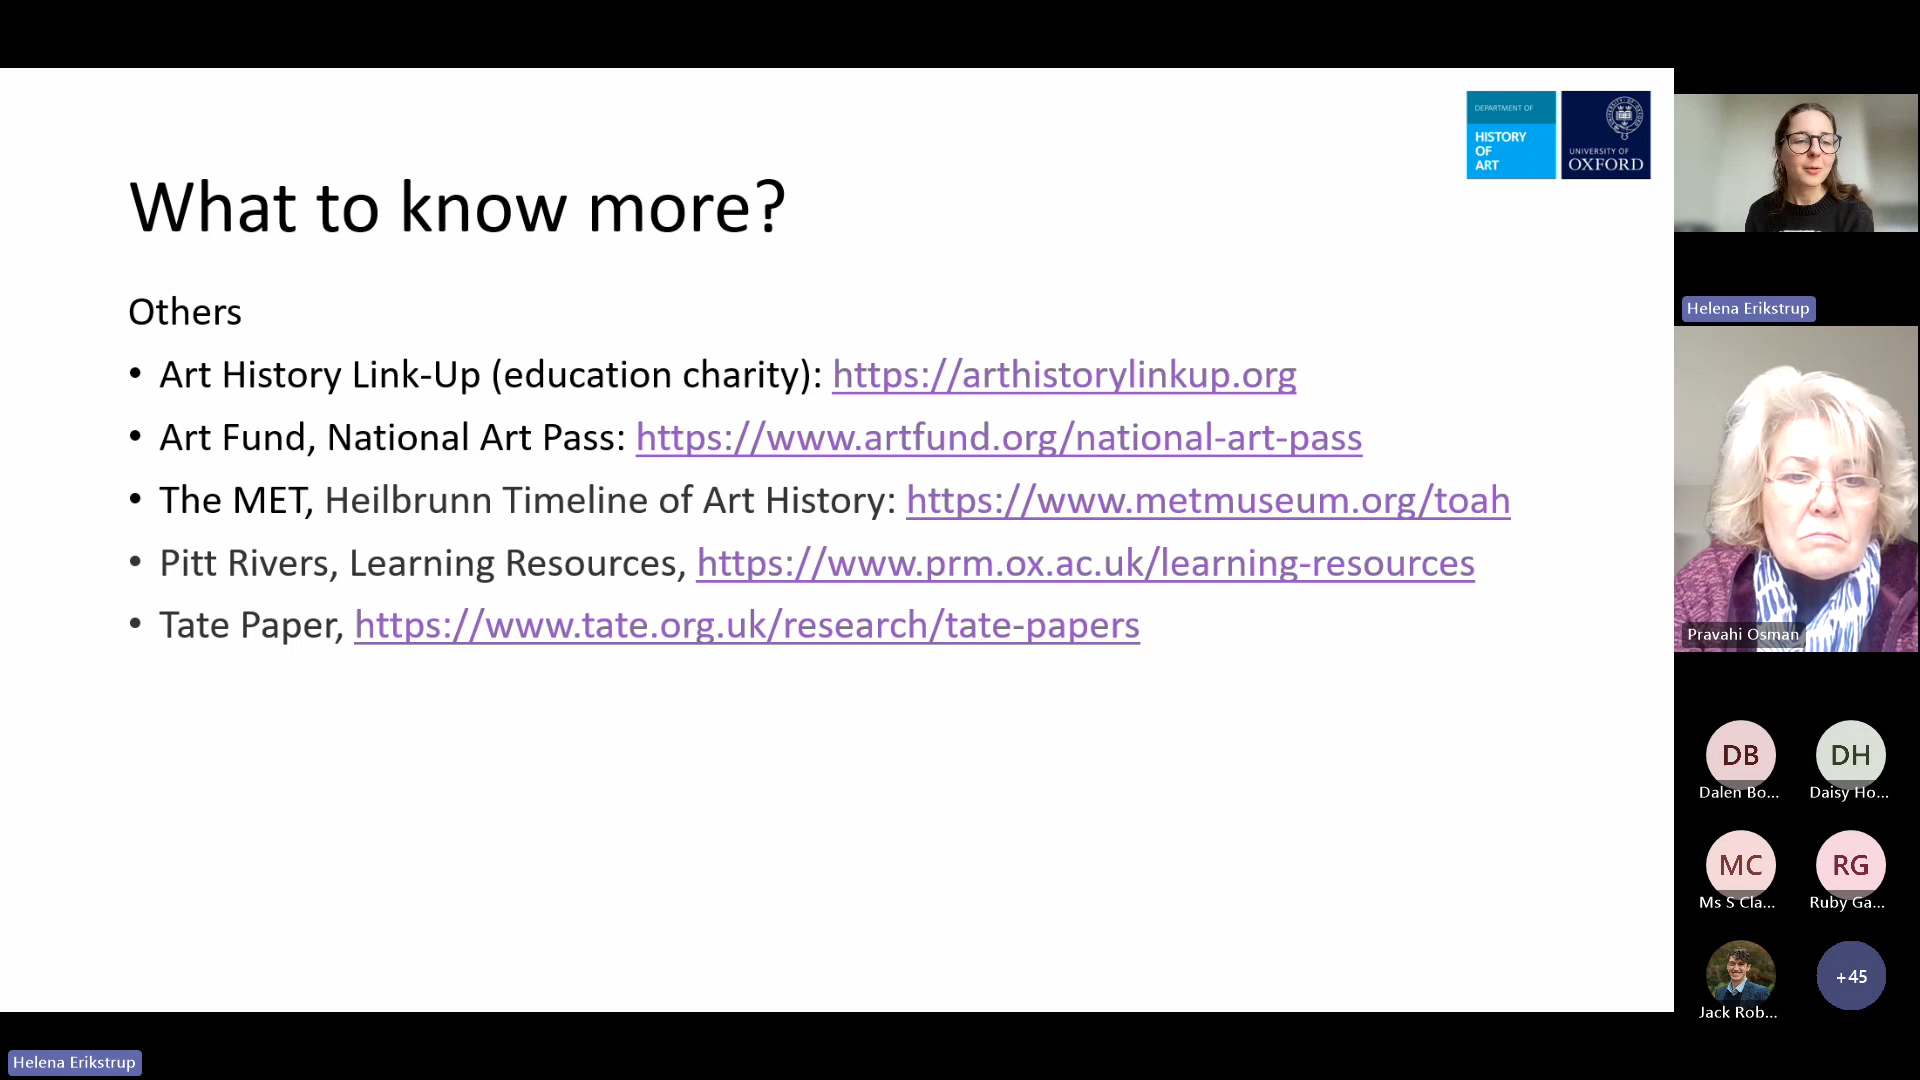 DEPARTMENT OF
HISTORY
OF
ART
UNIVERSITY OF
OXFORD
What to know more?
Others
• Art History Link-Up (education charity): https://arthistorylinkup.org
• Art Fund, National Art Pass: https://www.artfund.org/national-art-pass
• The MET, Heilbrunn Timeline of Art History: https://www.metmuseum.org/toah
• Pitt Rivers, Learning Resources, https://www.prm.ox.ac.uk/learning-resources
• Tate Paper, https://www.tate.org.uk/research/tate-papers
Helena Erikstrup
Pravahi Osman
DB DH
Dalen Bo... Daisy Ho...
MC RG
Ms S Cla... Ruby Ga...
+45
Jack Rob...
Helena Erikstrup